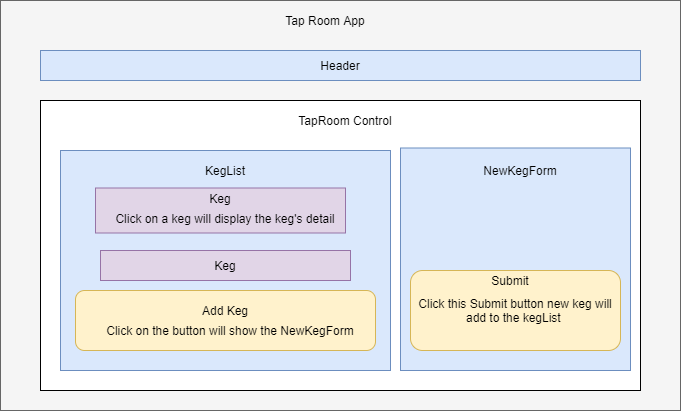 Tap Room App
Header
TapRoom Control
KegList
Keg
Click on a keg will display the keg's detail
Keg
Add Keg
Click on the button will show the NewKegForm
NewKegForm
Submit
Click this Submit button new keg will
add to the kegList